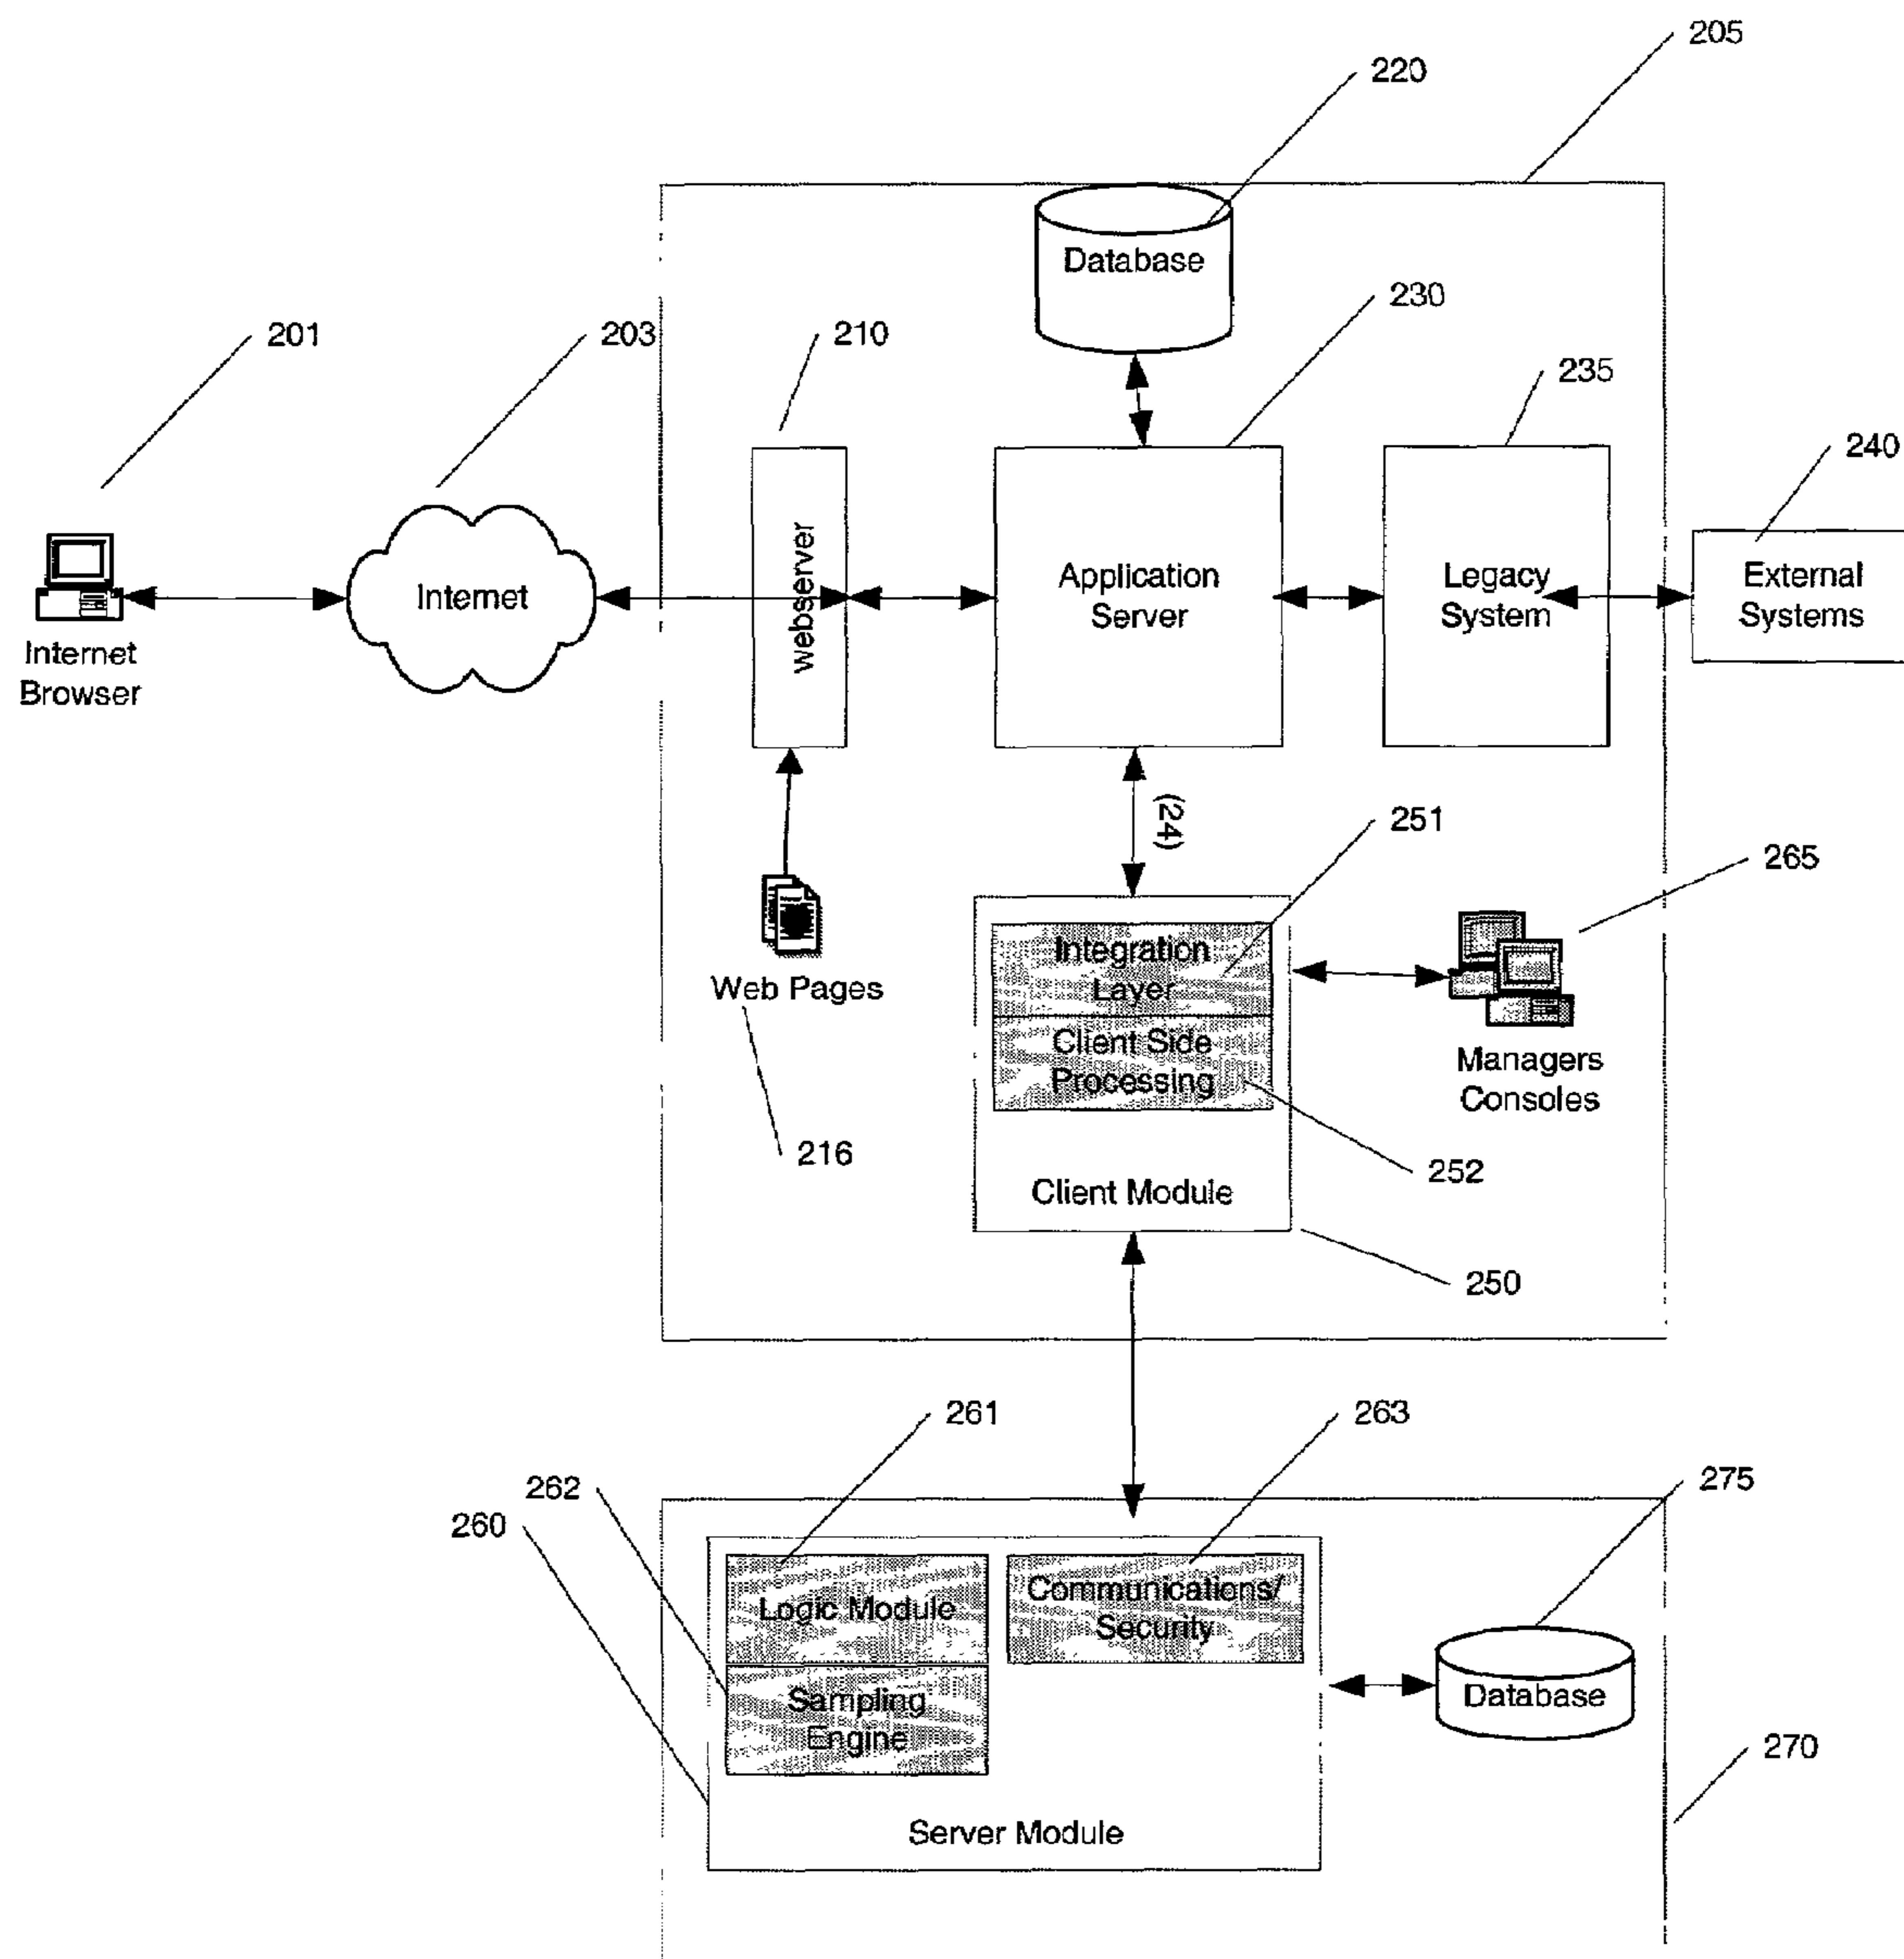 205
220
Database
230
201
203
210
235
240
webserver
Internet
Application
Server
Legacy
System
External
Systems
Internet
Browser
(24)
251
265
Integration
Layer
Web Pages
Client Side
Processing
Managers
Consoles
216
252
Client Module
250
261
263
275
262
260
Logic Module
Communications/
Security
Sampling
Engine
Database
270
Server Module